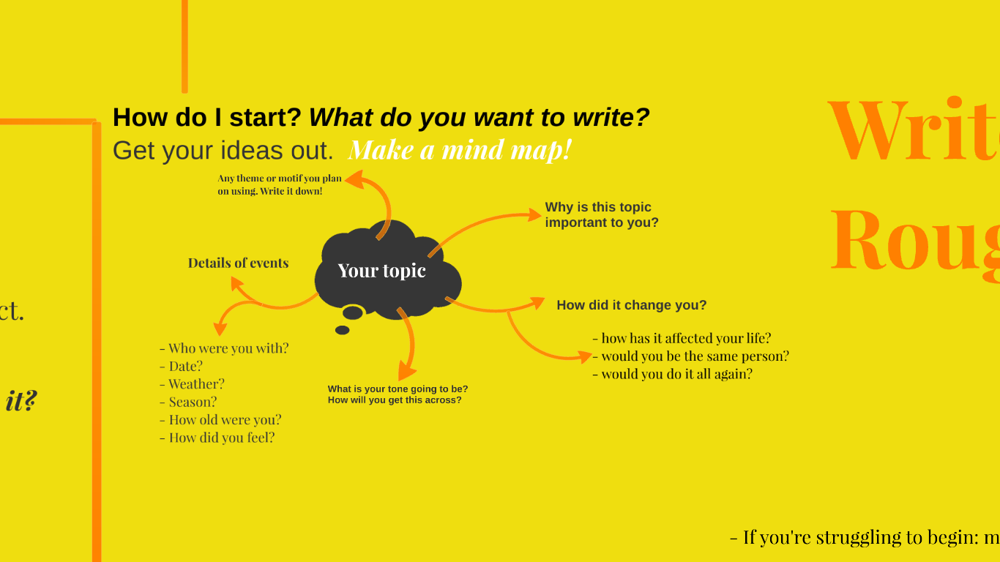 How do I start? What do you want to write?
Get your ideas out. Make a mind map!
Any theme or motif you plan
on using. Write it down!
Why is this topic
important to you?
Details of events
Your topic
How did it change you?
- how has it affected your life?
- would you be the same person?
- would you do it all again?
- Who were you with?
- Date?
- Weather?
- Season?
- How old were you?
- How did you feel?
What is your tone going to be?
How will you get this across?
ct.
it?
Writ
Roug
- If you're struggling to begin: m